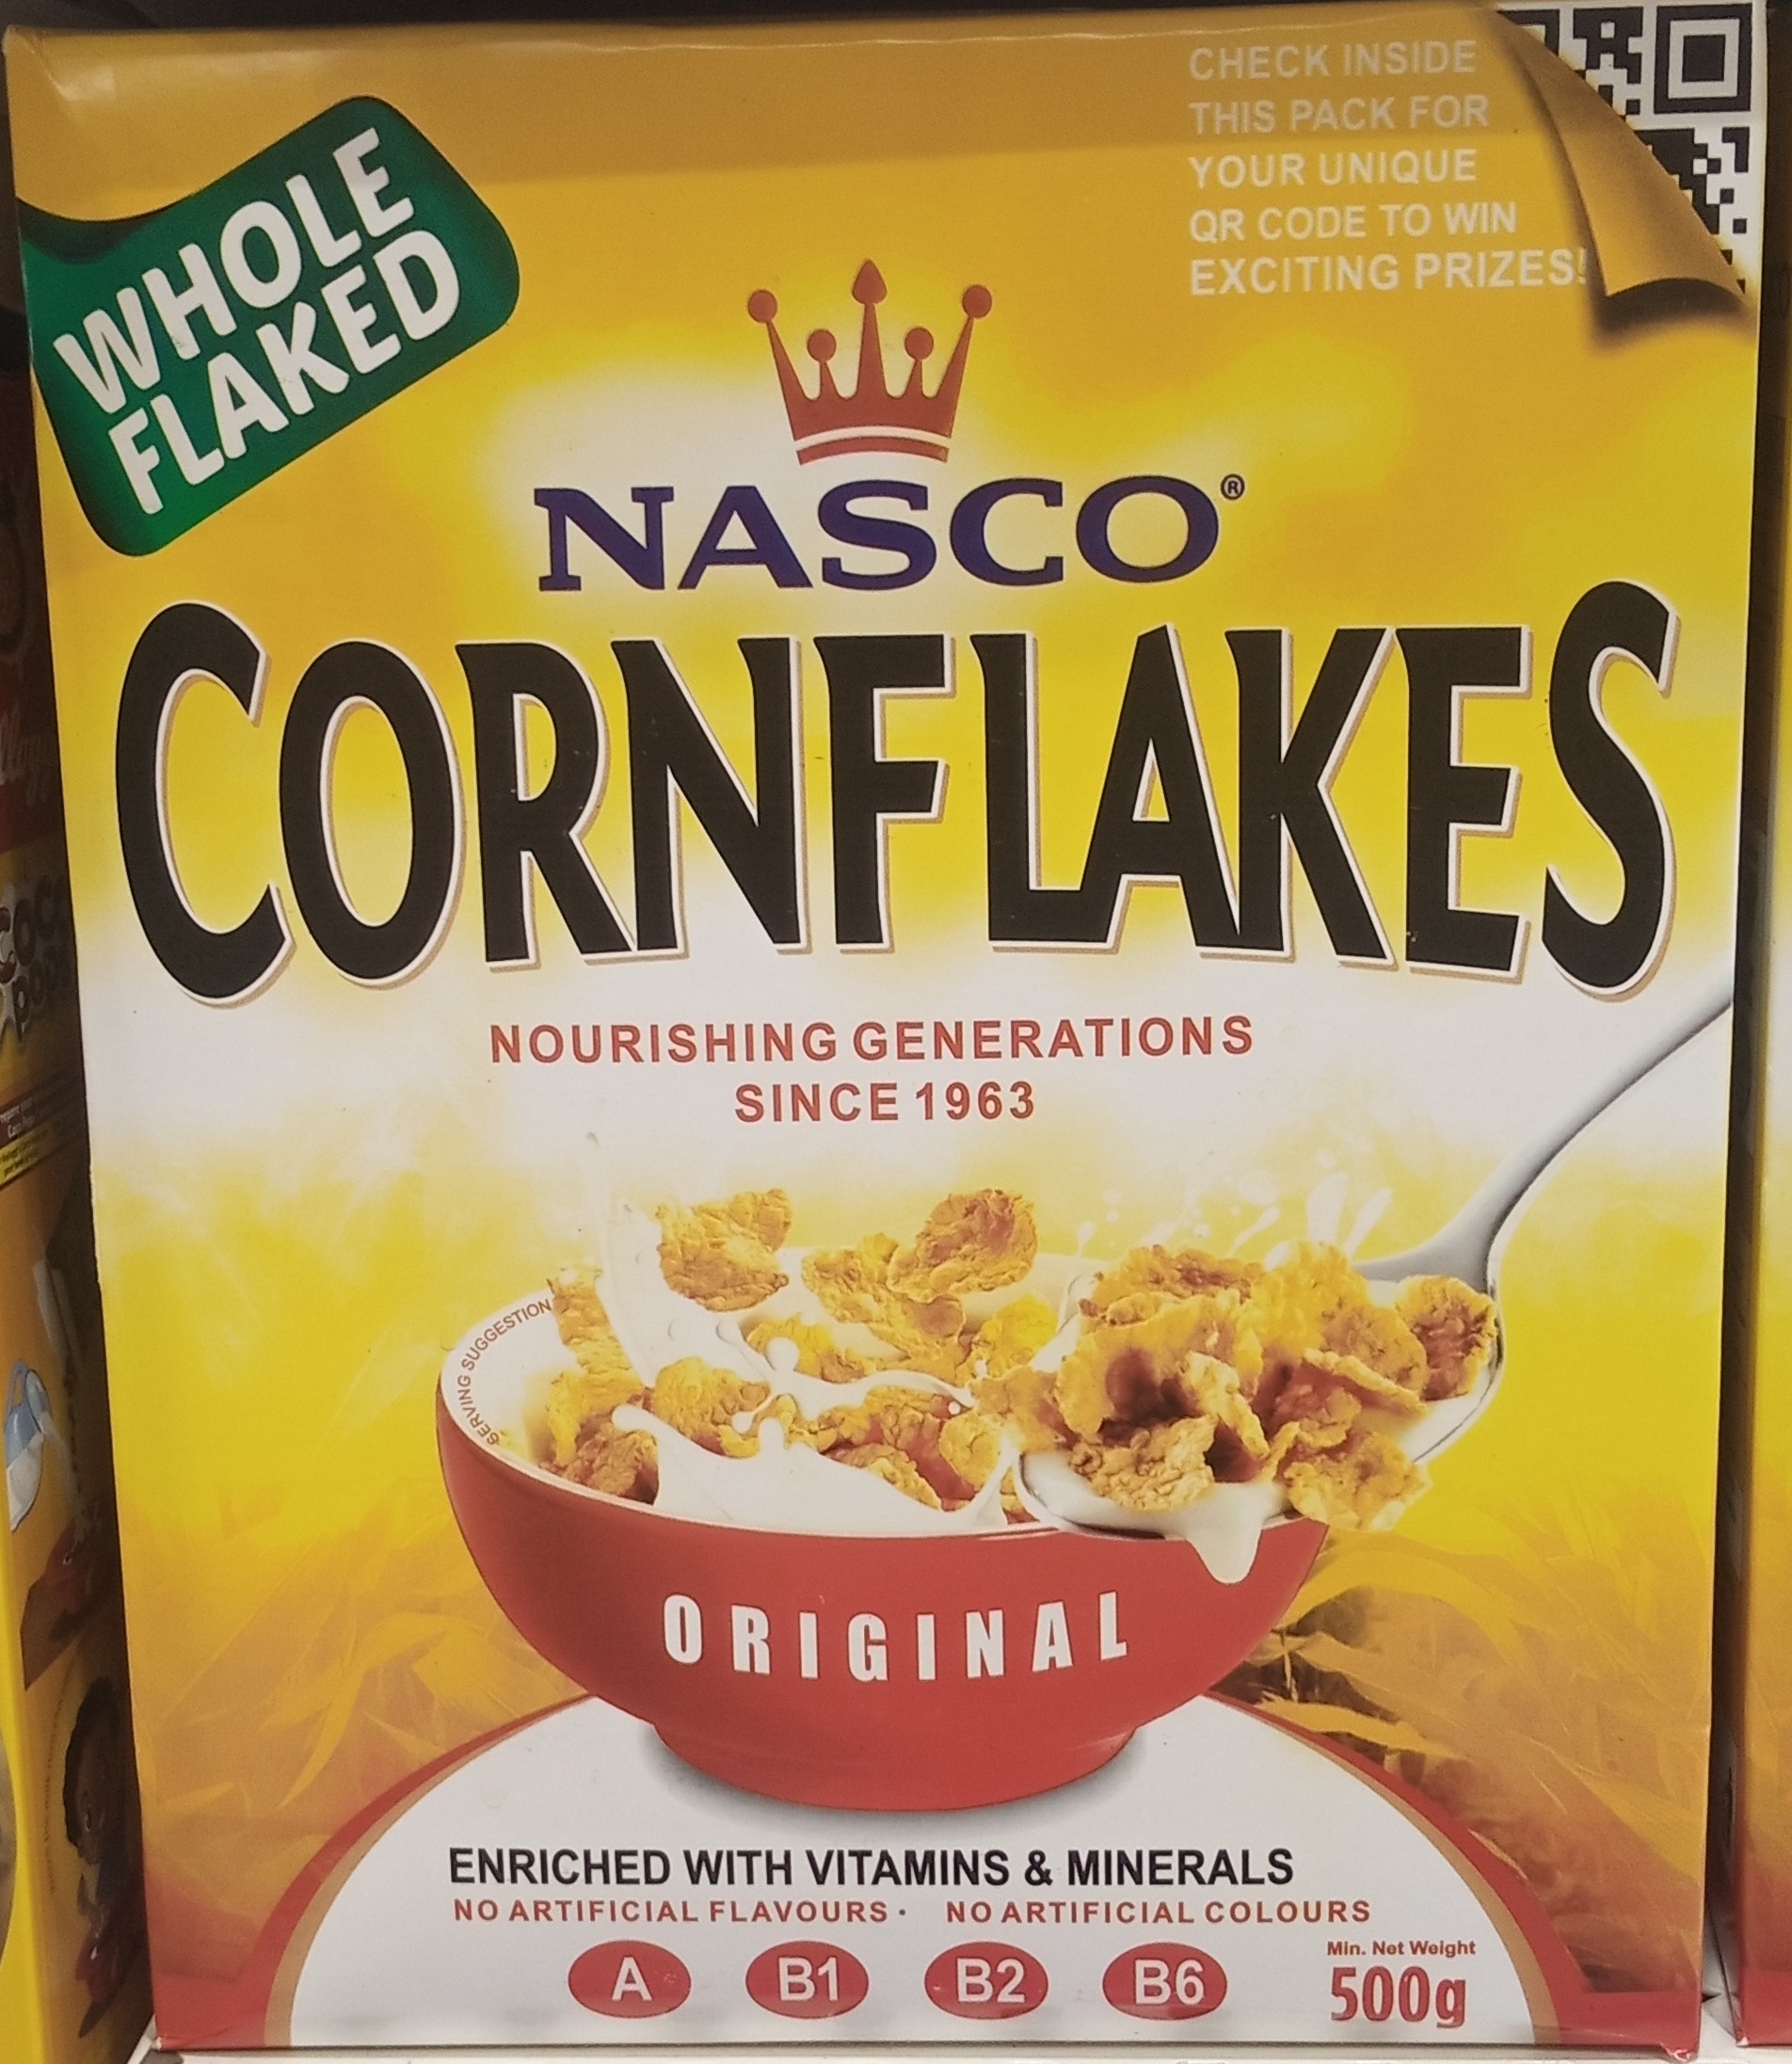 CHECK INSIDE
THIS PACK FOR
YOUR UNIQUE
QR CODE TO WIN
EXCITING PRIZES!
WHOLE
FLAKED
NASCO®
CORNFLAKES
NOURISHING GENERATIONS
SINCE 1963
SERVING SUGGESTION
ORIGINAL
ENRICHED WITH VITAMINS & MINERALS
NO ARTIFICIAL FLAVOURS · NO ARTIFICIAL COLOURS
A B1 B2 B6
Min. Net Weight
500g